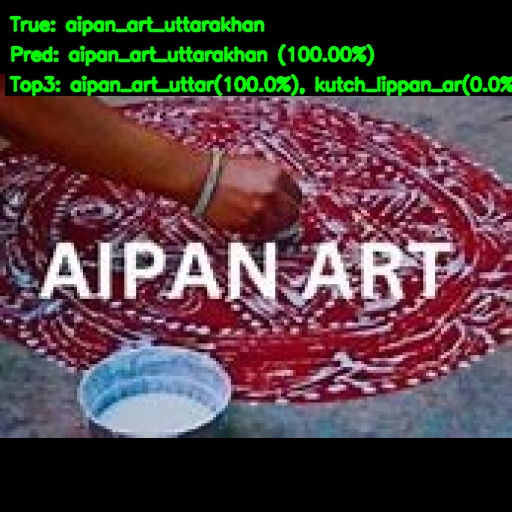 True: aipan_art_uttarakhan
Pred: aipan_art_uttarakhan (100.00%)
Top3: aipan_art_uttar(100.0%), kutch_lippan_ar(0.0%
AIPAN ART